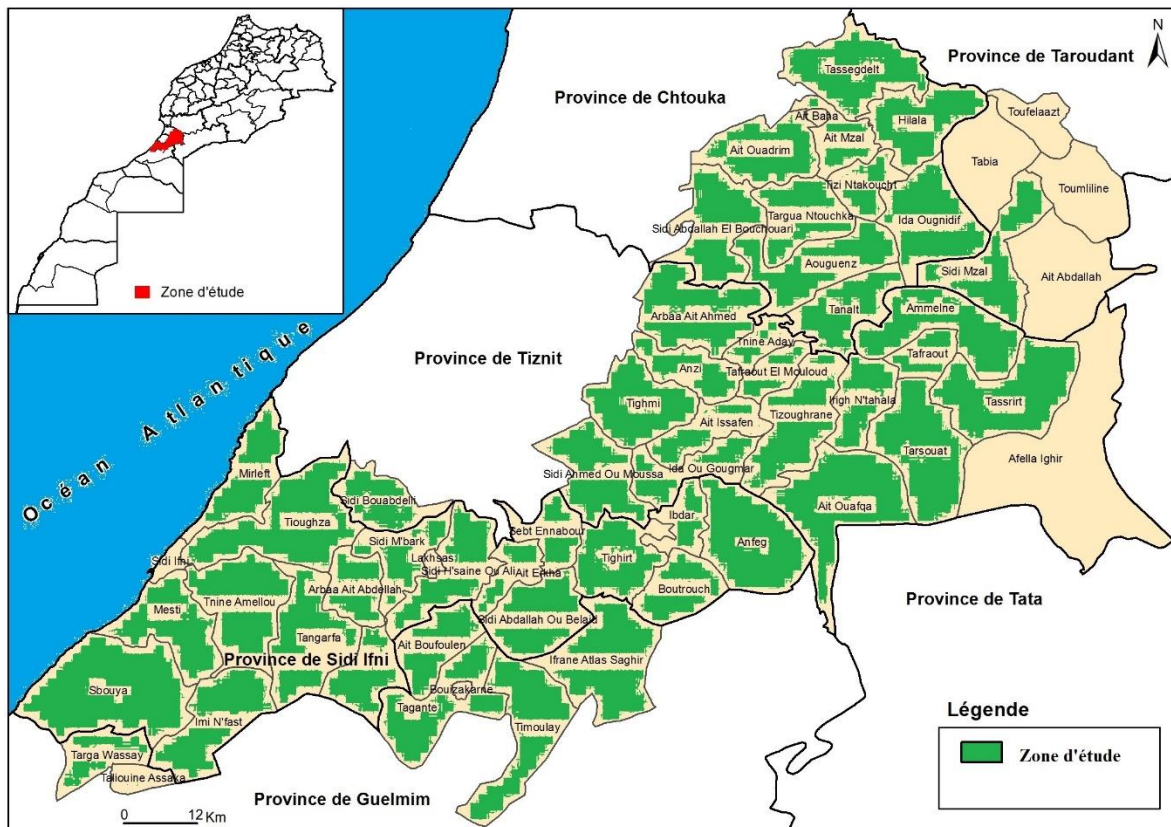 Zone d'étude
N
Province de Taroudant
Province de Chtouka
Tassegdelt
Toufelaazt
Ait Baha
Hilala
Ait Mzal
Ait Ouadrim
Tabia
Toumliline
Tizi Ntakoucht
Targua Ntouchka
Ida Ougnidif
Sidi Abdallah El Bouchouari
Aouguenz
Sidi Mzal
Ait Abdallah
Ammelne
Tanalt
Arbaa Ait Ahmed
Océan Atlantique
Province de Tiznit
Tnine Aday
Tafraout
Anzi
Tafraout El Mouloud
Tighmi
Irigh N'tahala
Tassrirt
Tizoughrane
Ait Issafen
Tarsouat
Afella Ighir
Ida Ou Gougmar
Sidi Ahmed Ou Moussa
Mirleft
Sidi Bouabdelli
Ait Ouafqa
Ibdar
Tioughza
Sebt Ennabour
Anfeg
Sidi M'bark
Lakhsas
Tighirt
Sidi Ifni
Sidi H'saine Ou Ali
Ait Erkha
Arbaa Ait Abdellah
Boutrouch
Province de Tata
Mesti
Tnine Amellou
Sidi Abdallah Ou Belaid
Tangarfa
Ait Boufoulen
Province de Sidi Ifni
Ifrane Atlas Saghir
Sbouya
Bouizakarne
Tagante
Imi N'fast
Timoulay
Targa Wassay
Taliouine Assaka
Province de Guelmim
0 12 Km
Légende
Zone d'étude